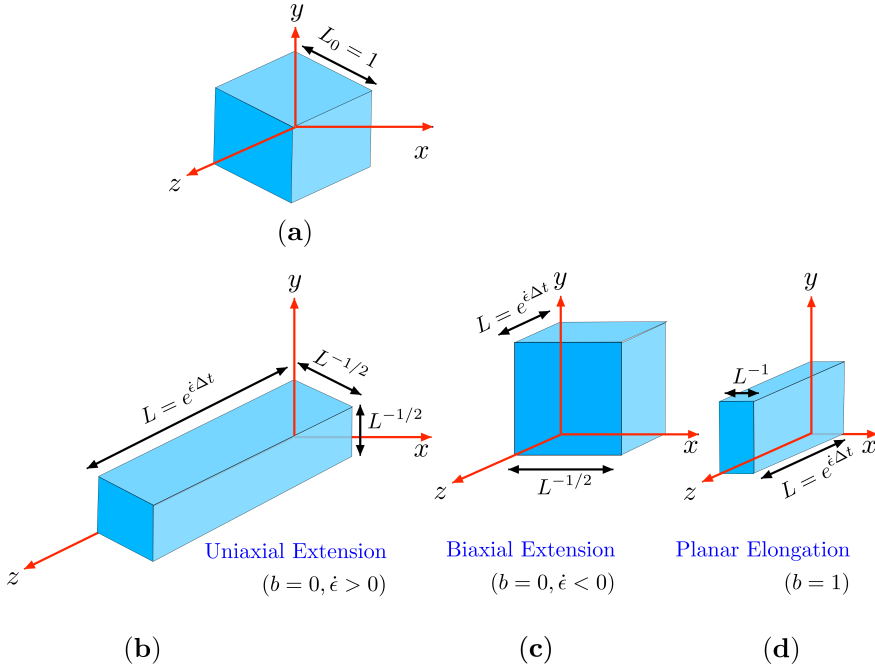 y
L₀ = 1
x
z
(a)
y
L = e^{ϵ̇Δt}
L^{−1/2}
L^{−1/2}
x
z
Uniaxial Extension
(b = 0, ϵ̇ > 0)
(b)
y
L = e^{ϵ̇Δt}
x
z
L^{−1/2}
Biaxial Extension
(b = 0, ϵ̇ < 0)
(c)
y
L^{−1}
x
z
L = e^{ϵ̇Δt}
Planar Elongation
(b = 1)
(d)